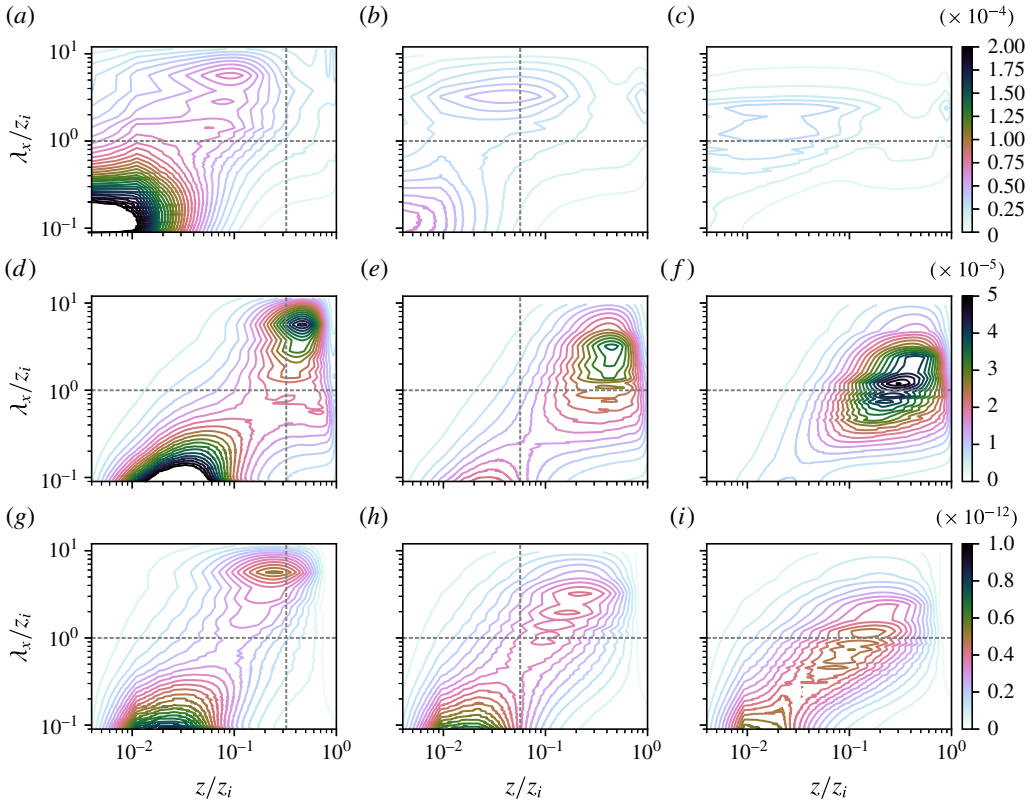 (a) (b) (c) (× 10⁻⁴)
10¹ 2.00
1.75
1.50
λₓ/zᵢ 10⁰ 1.25
1.00
0.75
0.50
10⁻¹ 0.25
0
(d) (e) (f) (× 10⁻⁵)
10¹ 5
4
λₓ/zᵢ 10⁰ 3
2
1
10⁻¹ 0
(g) (h) (i) (× 10⁻¹²)
10¹ 1.0
0.8
λₓ/zᵢ 10⁰ 0.6
0.4
0.2
10⁻¹ 0
10⁻² 10⁻¹ 10⁰ 10⁻² 10⁻¹ 10⁰ 10⁻² 10⁻¹ 10⁰
z/zᵢ z/zᵢ z/zᵢ